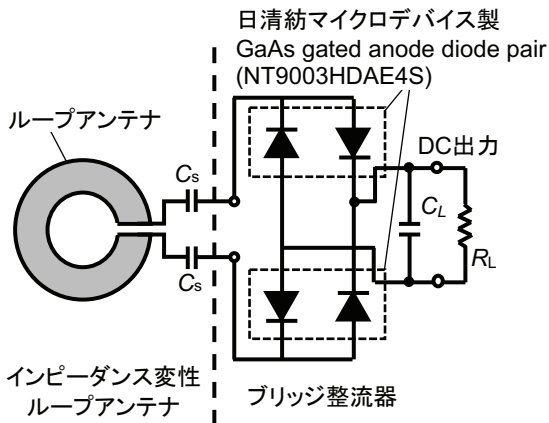 日清紡マイクロデバイス製
GaAs gated anode diode pair
(NT9003HDAE4S)
ループアンテナ
DC出力
Cs
CL
RL
Cs
インピーダンス変性
ループアンテナ
ブリッジ整流器